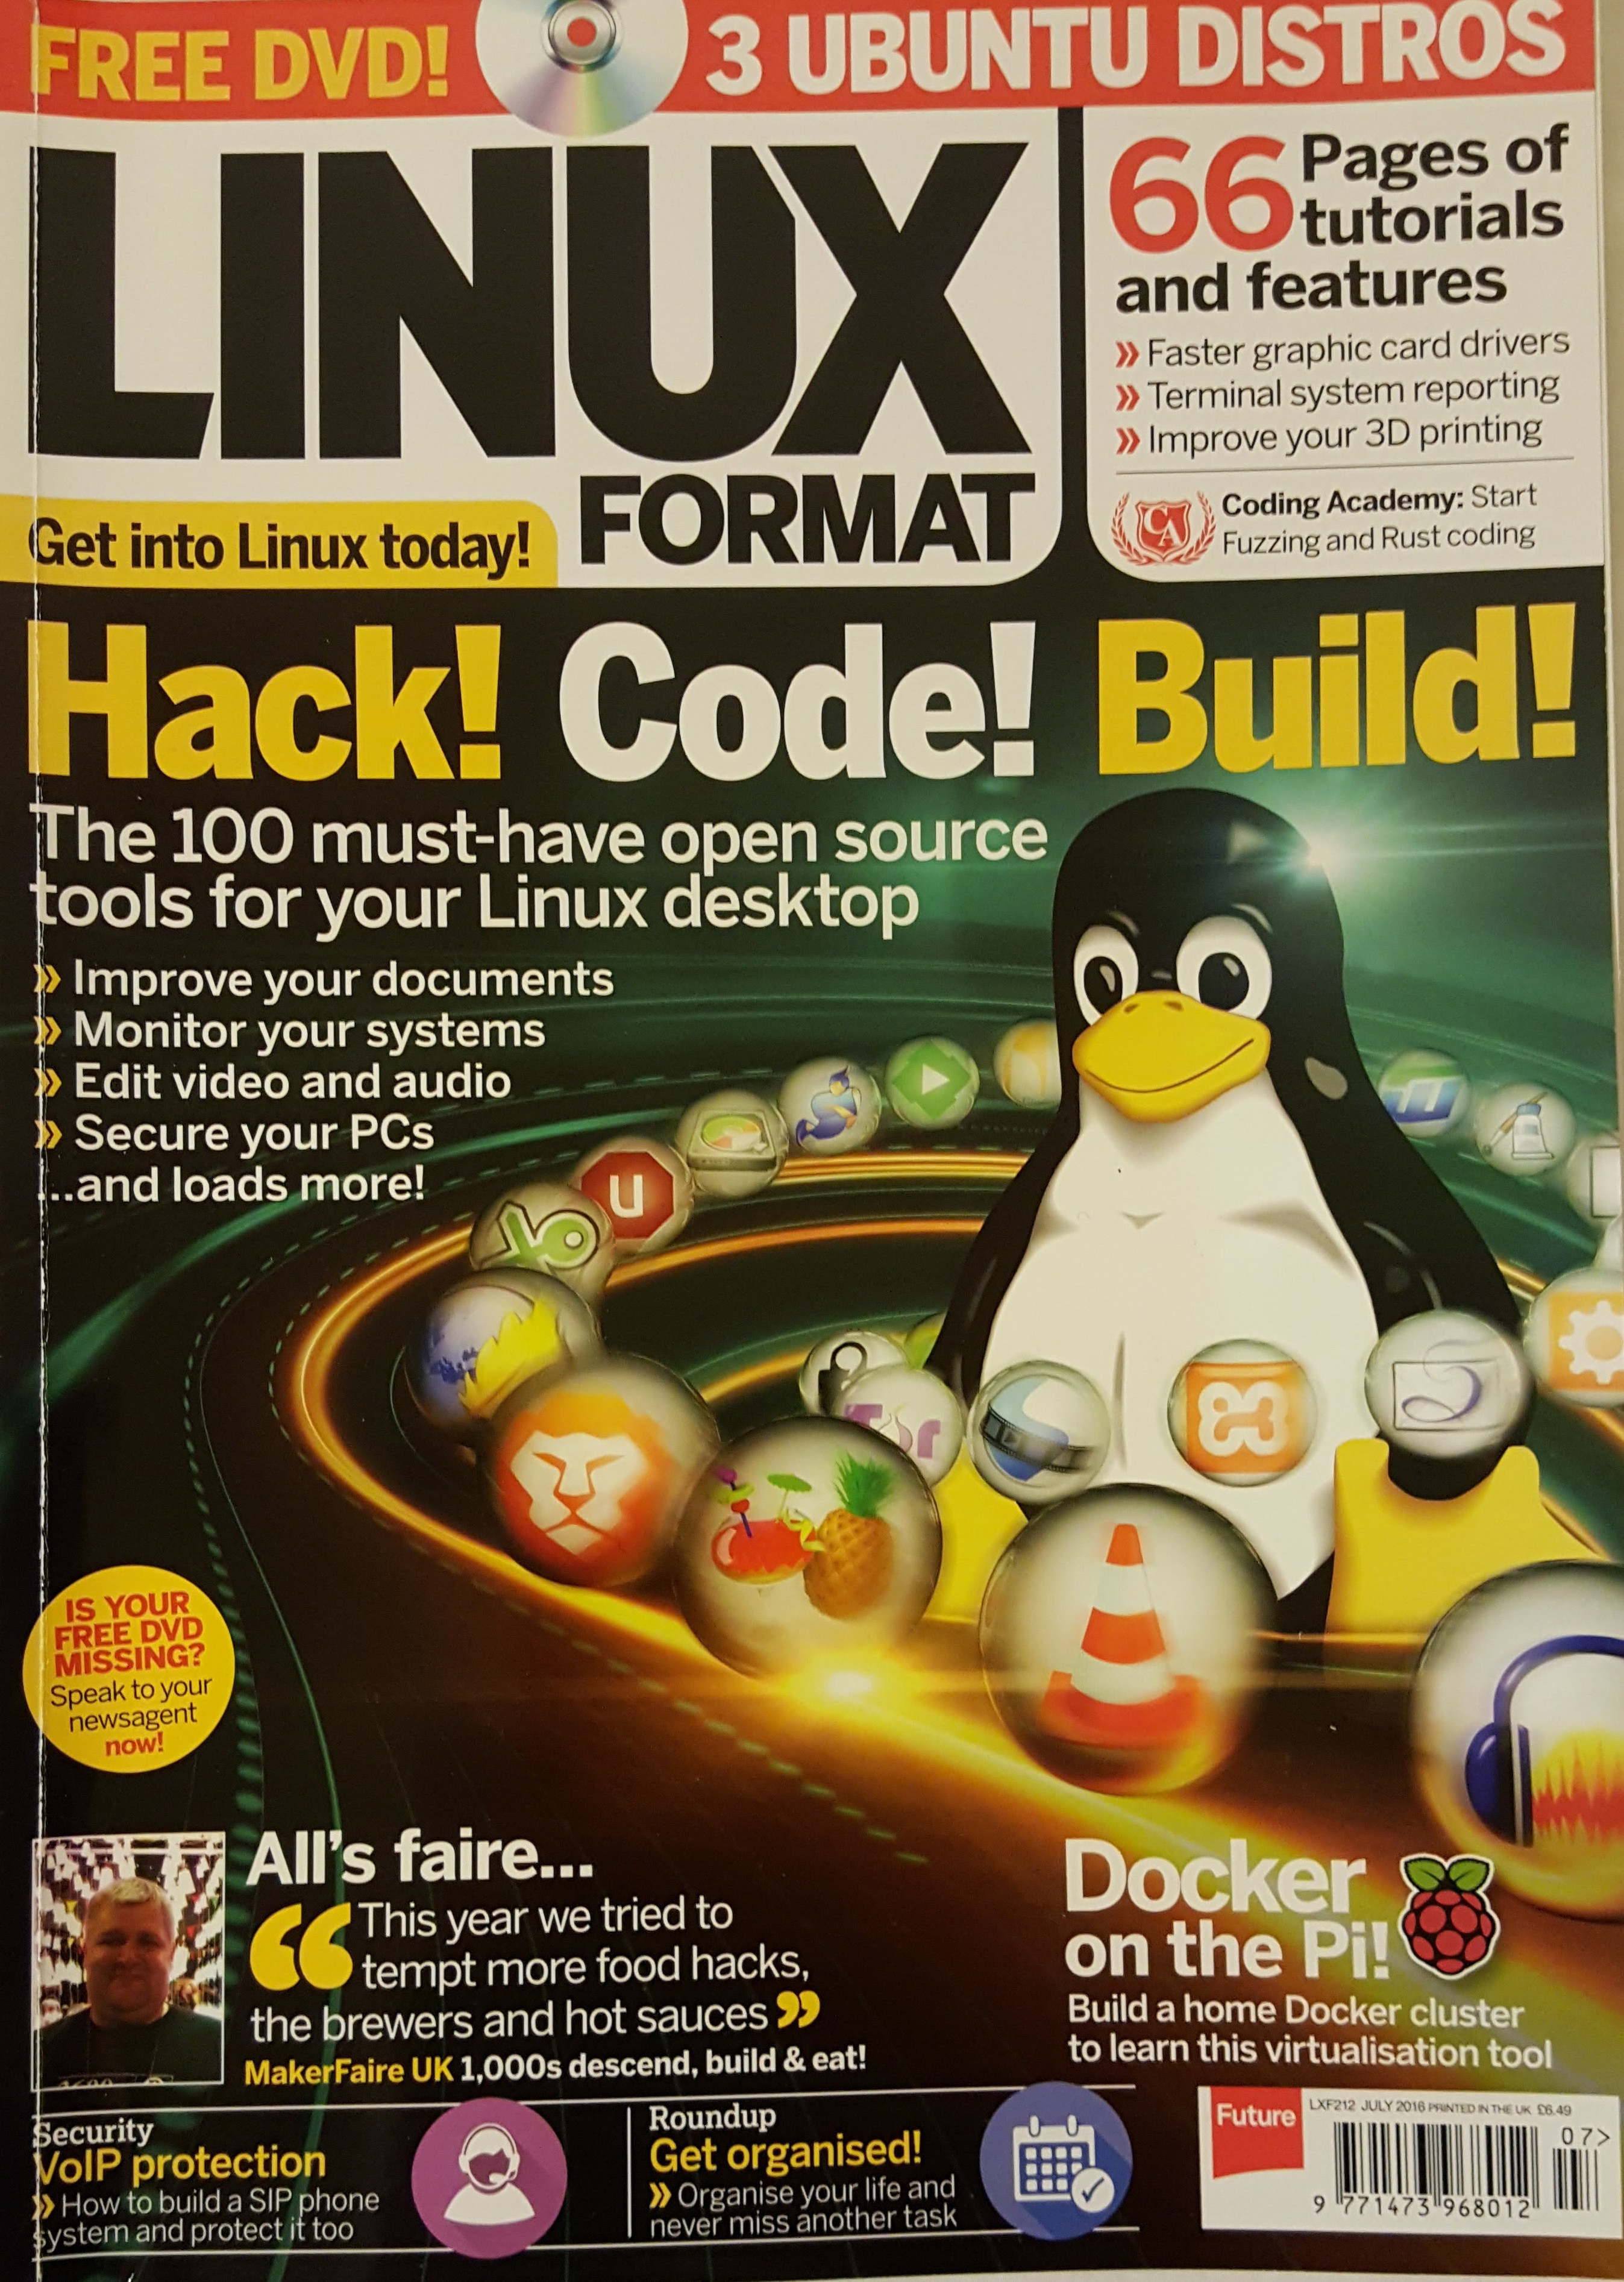 FREE DVD! 3 UBUNTU DISTROS
LINUX
FORMAT
Get into Linux today!
66 Pages of
tutorials
and features
» Faster graphic card drivers
» Terminal system reporting
» Improve your 3D printing
CA
Coding Academy: Start
Fuzzing and Rust coding
Hack! Code! Build!
The 100 must-have open source
tools for your Linux desktop
» Improve your documents
» Monitor your systems
» Edit video and audio
» Secure your PCs
...and loads more!
u
Tor
IS YOUR
FREE DVD
MISSING?
Speak to your
newsagent
now!
All's faire...
“This year we tried to
tempt more food hacks,
the brewers and hot sauces”
MakerFaire UK 1,000s descend, build & eat!
Docker
on the Pi!
Build a home Docker cluster
to learn this virtualisation tool
Security
VoIP protection
» How to build a SIP phone
system and protect it too
Roundup
Get organised!
» Organise your life and
never miss another task
Future
LXF212 JULY 2016 PRINTED IN THE UK £6.49
07>
9 771473 968012